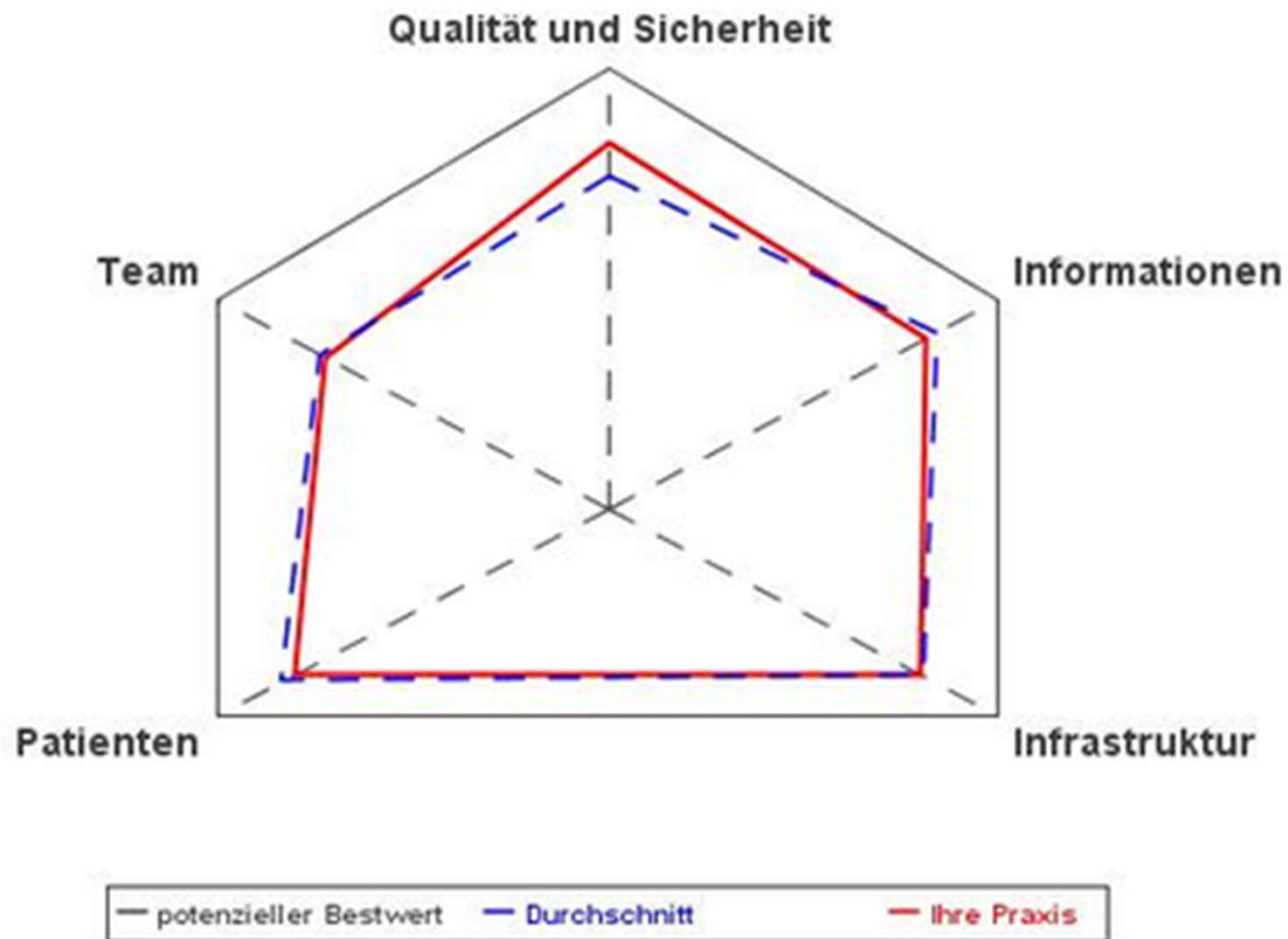 Qualität und Sicherheit
Team
Informationen
Patienten
Infrastruktur
potenzieller Bestwert
Durchschnitt
Ihre Praxis